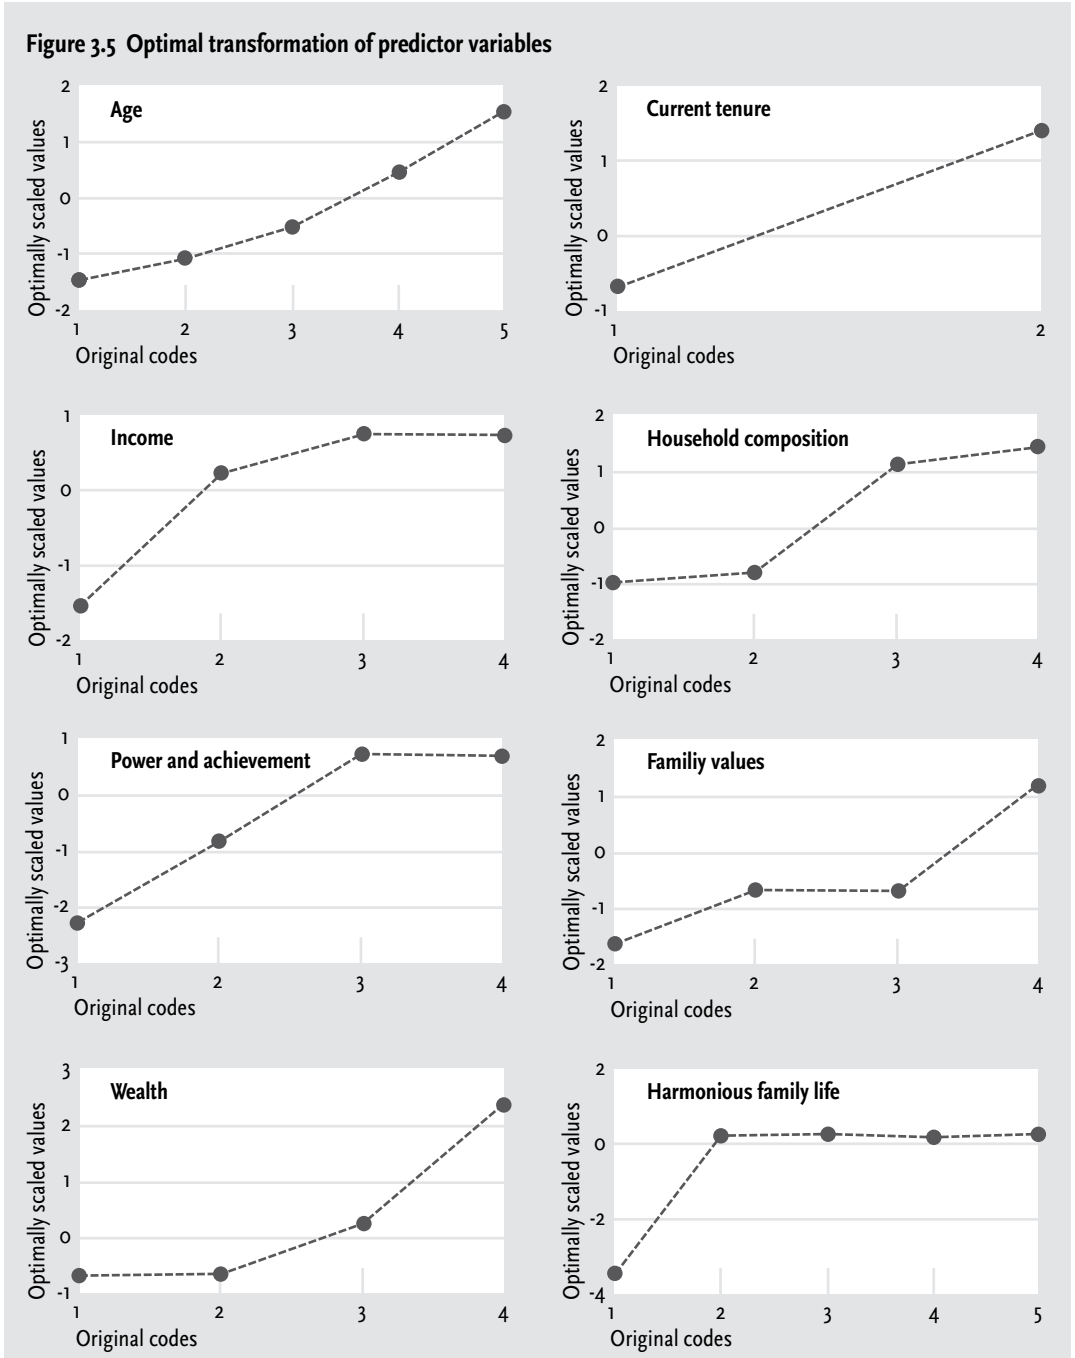 Figure 3.5 Optimal transformation of predictor variables
Age
Optimally scaled values
2
1
0
-1
-2
1 2 3 4 5
Original codes
Current tenure
Optimally scaled values
2
1
0
-1
1 2
Original codes
Income
Optimally scaled values
1
0
-1
-2
1 2 3 4
Original codes
Household composition
Optimally scaled values
2
1
0
-1
-2
1 2 3 4
Original codes
Power and achievement
Optimally scaled values
1
0
-1
-2
-3
1 2 3 4
Original codes
Familiy values
Optimally scaled values
2
1
0
-1
-2
1 2 3 4
Original codes
Wealth
Optimally scaled values
3
2
1
0
-1
1 2 3 4
Original codes
Harmonious family life
Optimally scaled values
2
0
-2
-4
1 2 3 4 5
Original codes